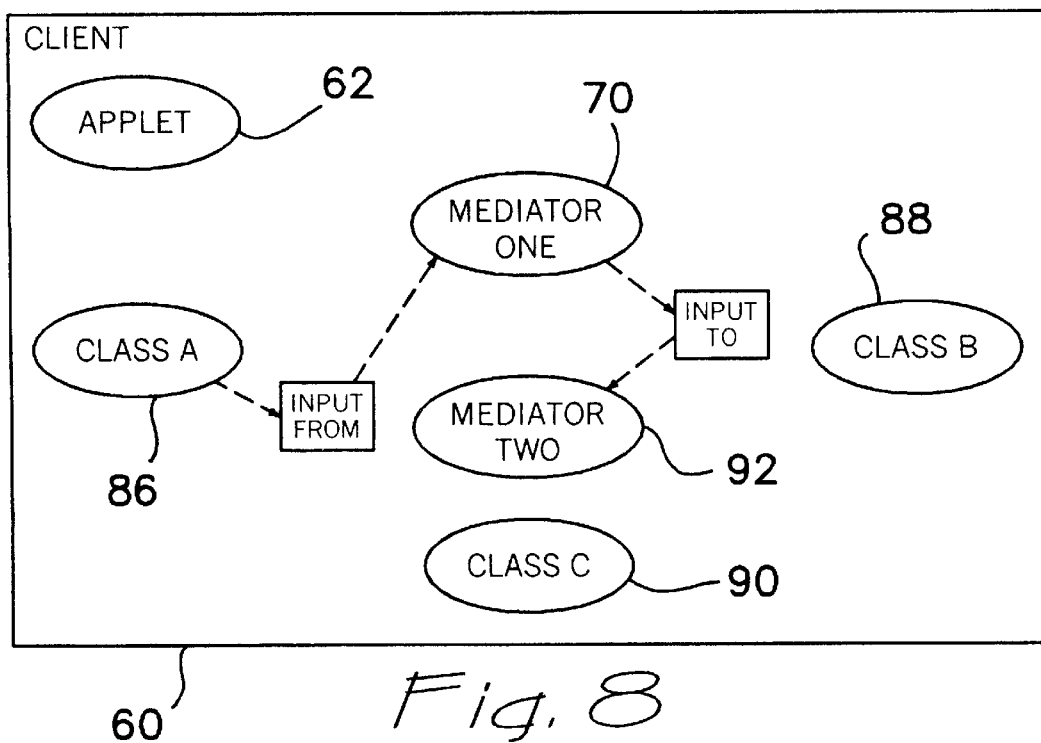 CLIENT
APPLET
62
70
MEDIATOR
ONE
88
CLASS A
INPUT
TO
CLASS B
INPUT
FROM
MEDIATOR
TWO
86
92
CLASS C
90
60
Fig. 8